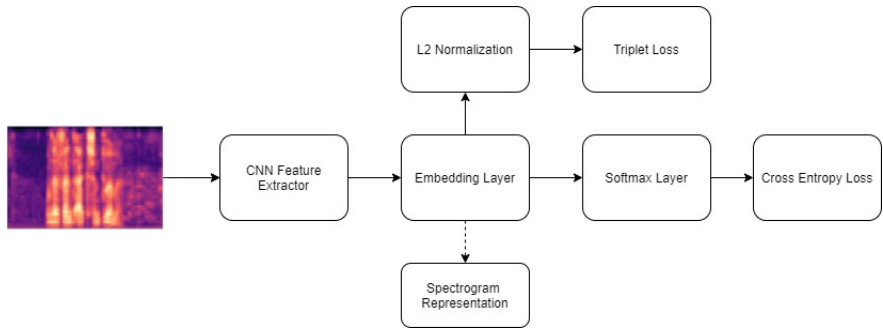 L2 Normalization
Triplet Loss
CNN Feature
Extractor
Embedding Layer
Softmax Layer
Cross Entropy Loss
Spectrogram
Representation